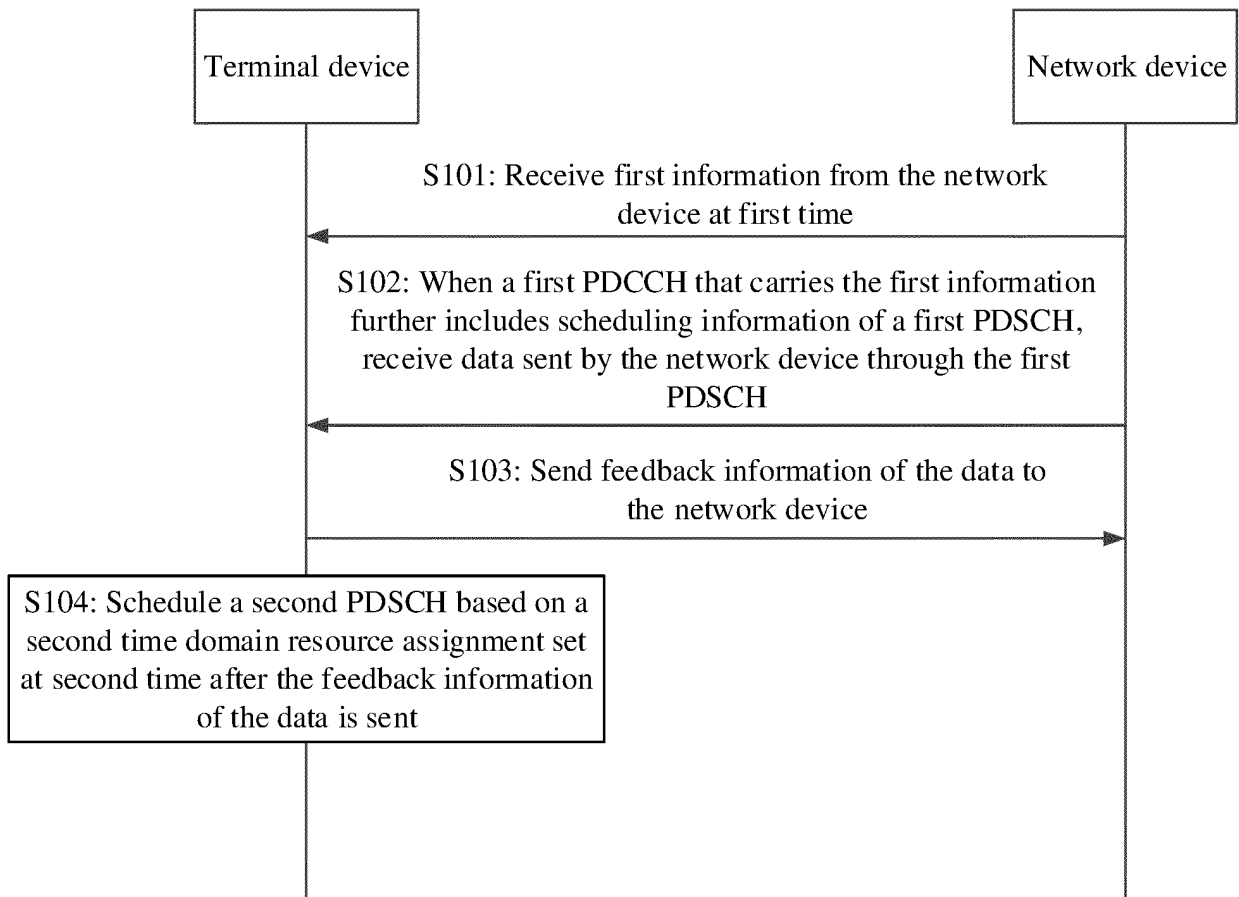 Terminal device
Network device
S101: Receive first information from the network
device at first time
S102: When a first PDCCH that carries the first information
further includes scheduling information of a first PDSCH,
receive data sent by the network device through the first
PDSCH
S103: Send feedback information of the data to
the network device
S104: Schedule a second PDSCH based on a
second time domain resource assignment set
at second time after the feedback information
of the data is sent